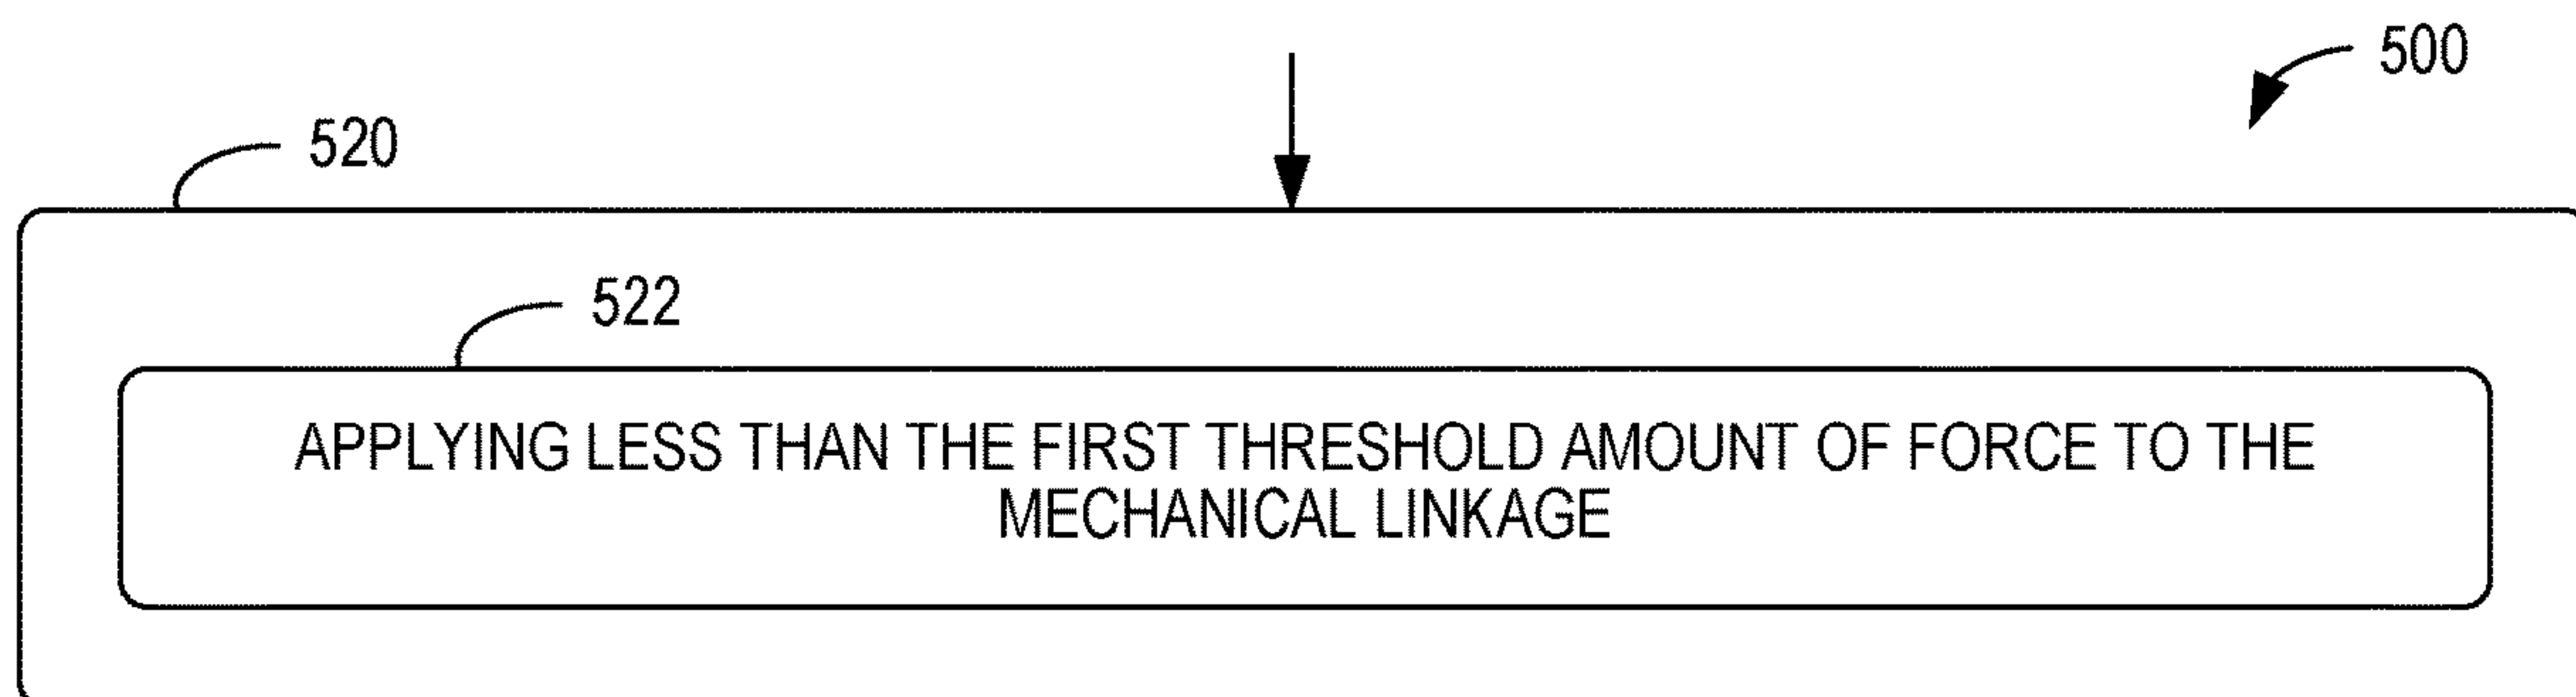 500
520
522
APPLYING LESS THAN THE FIRST THRESHOLD AMOUNT OF FORCE TO THE
MECHANICAL LINKAGE